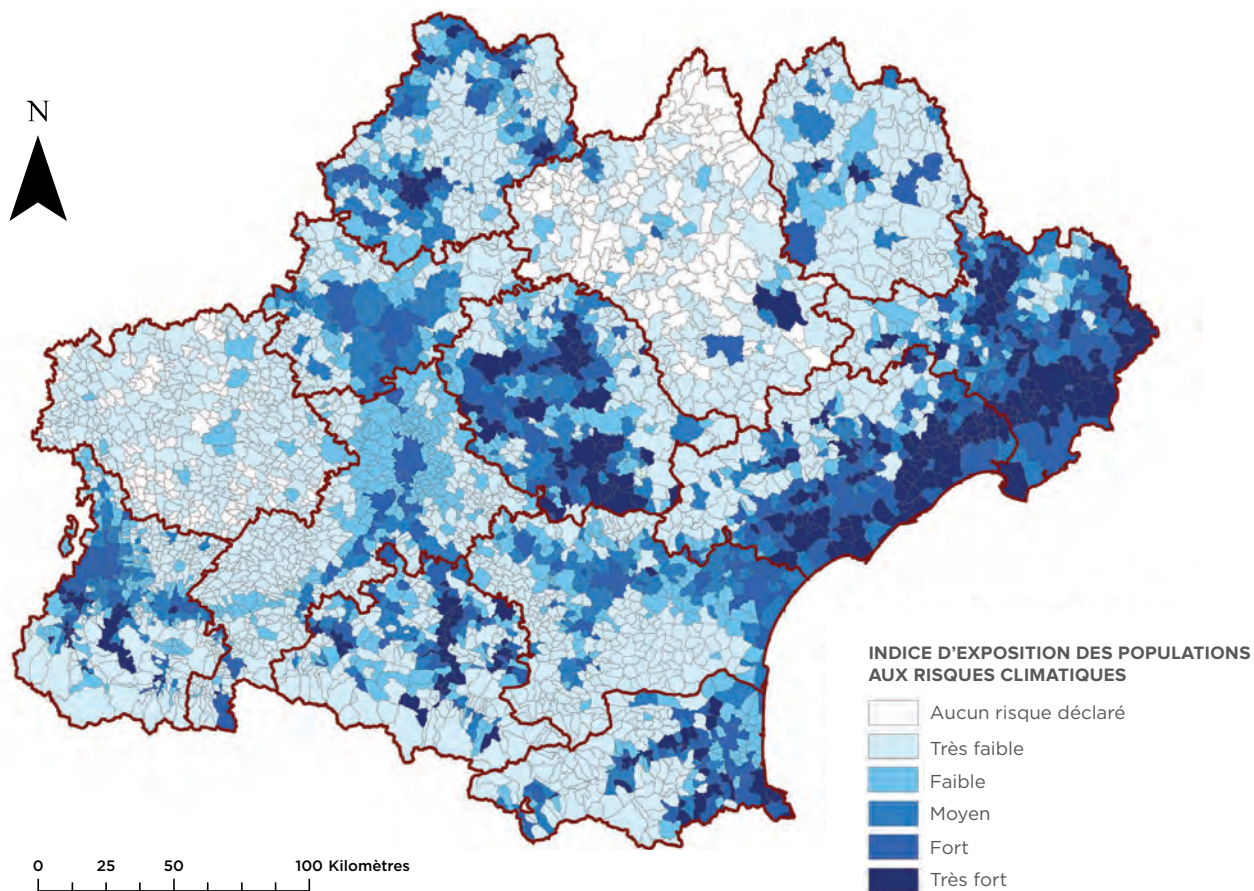 N
INDICE D’EXPOSITION DES POPULATIONS
AUX RISQUES CLIMATIQUES
Aucun risque déclaré
Très faible
Faible
Moyen
Fort
Très fort
0 25 50 100 Kilomètres